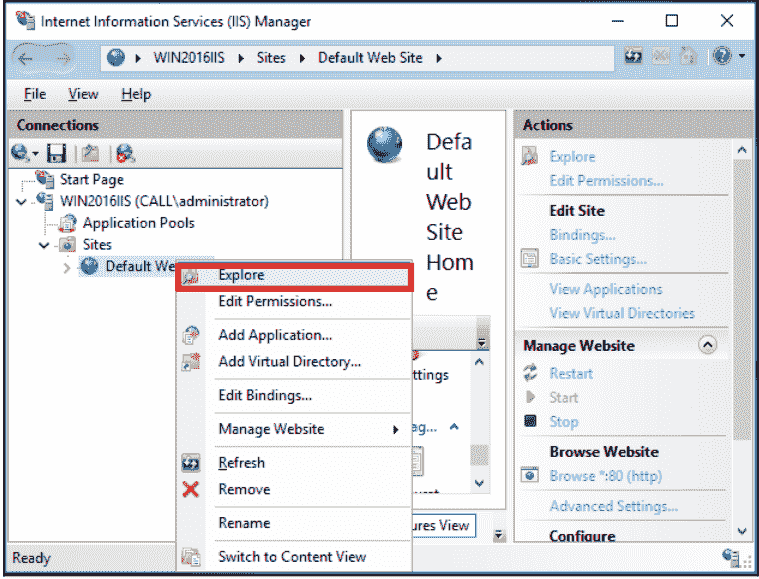 Internet Information Services (IIS) Manager
WIN2016IIS Sites Default Web Site
File View Help
Connections
Start Page
WIN2016IIS (CALL\administrator)
Application Pools
Sites
Default We
Explore
Edit Permissions...
Add Application...
Add Virtual Directory...
Edit Bindings...
Manage Website
Refresh
Remove
Rename
Switch to Content View
Defa
ult
Web
Site
Hom
e
ttings
ag...
ures View
Actions
Explore
Edit Permissions...
Edit Site
Bindings...
Basic Settings...
View Applications
View Virtual Directories
Manage Website
Restart
Start
Stop
Browse Website
Browse *:80 (http)
Advanced Settings...
Configure
Ready